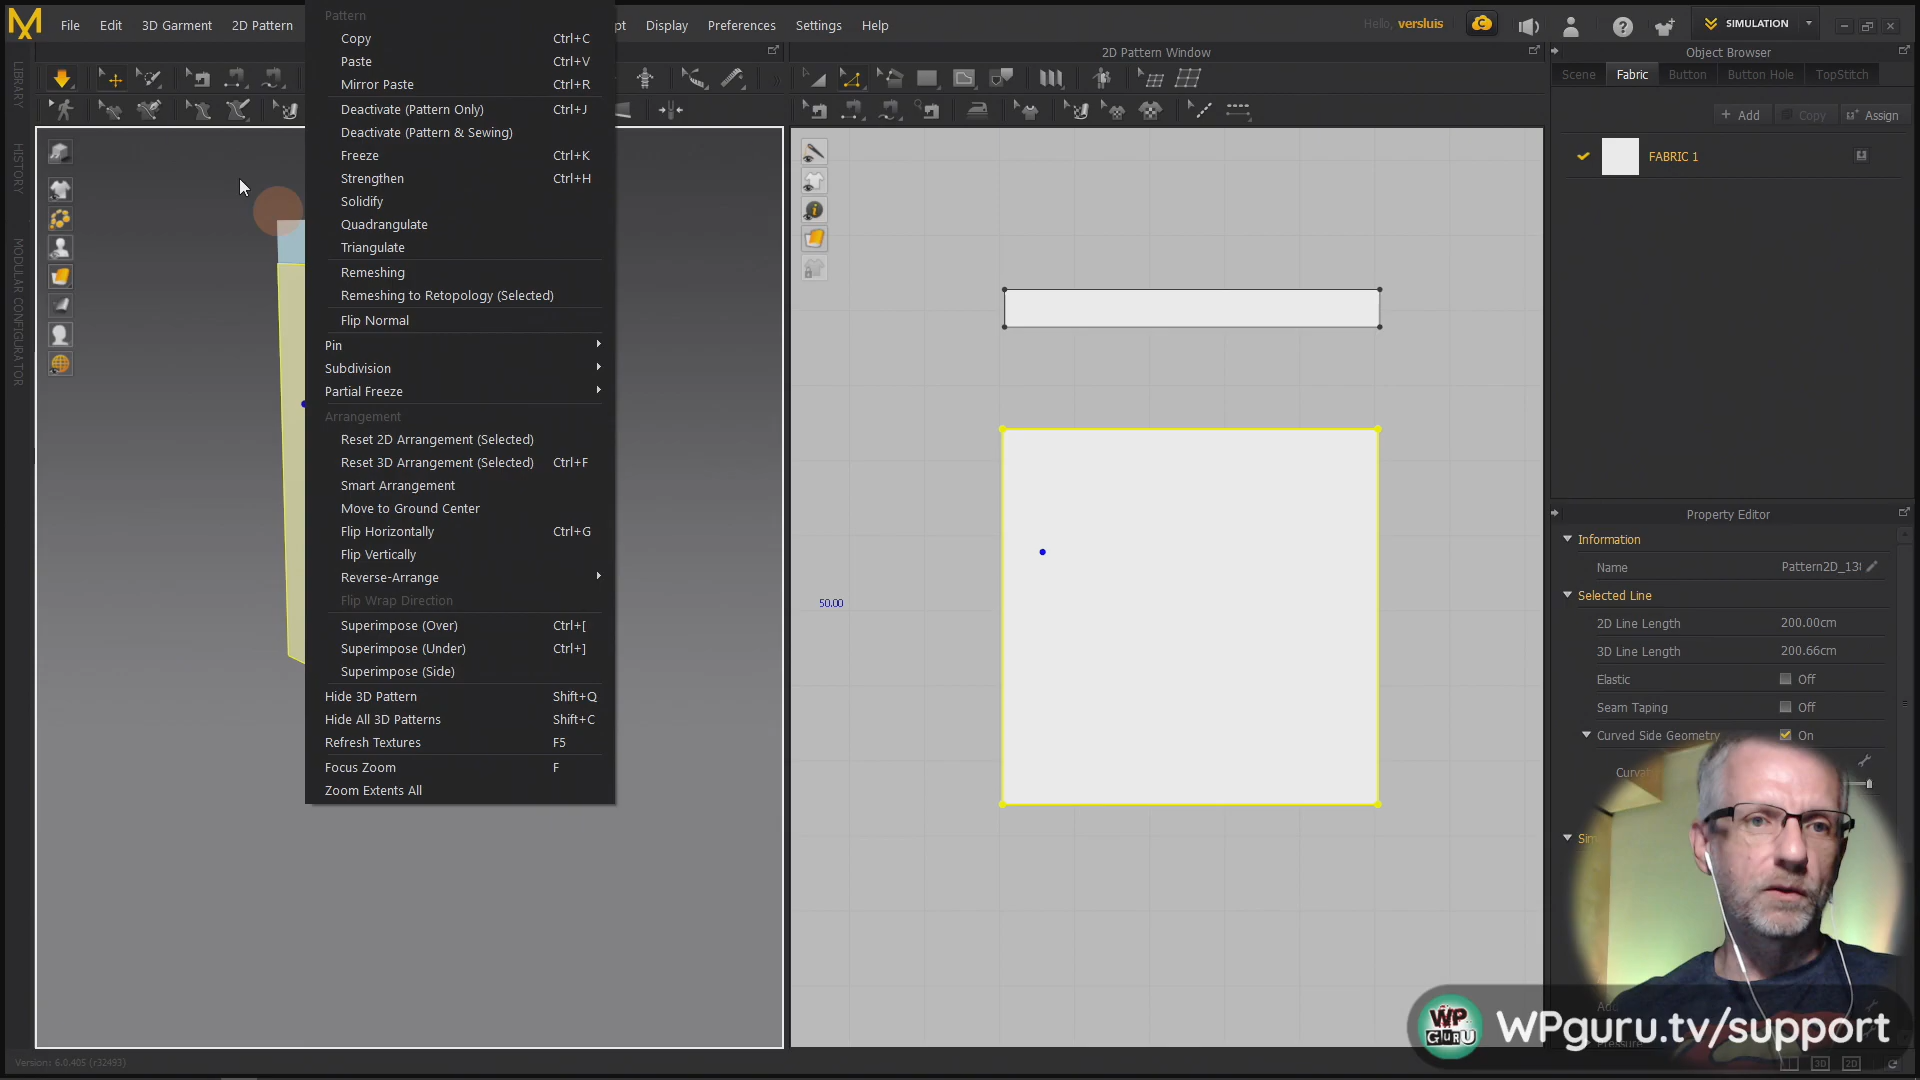 File Edit 3D Garment 2D Pattern pt Display Preferences Settings Help
Hello, versluis
SIMULATION
Pattern
Copy Ctrl+C
Paste Ctrl+V
Mirror Paste Ctrl+R
Deactivate (Pattern Only) Ctrl+J
Deactivate (Pattern & Sewing)
Freeze Ctrl+K
Strengthen Ctrl+H
Solidify
Quadrangulate
Triangulate
Remeshing
Remeshing to Retopology (Selected)
Flip Normal
Pin
Subdivision
Partial Freeze
Arrangement
Reset 2D Arrangement (Selected)
Reset 3D Arrangement (Selected) Ctrl+F
Smart Arrangement
Move to Ground Center
Flip Horizontally Ctrl+G
Flip Vertically
Reverse-Arrange
Flip Wrap Direction
Superimpose (Over) Ctrl+[
Superimpose (Under) Ctrl+]
Superimpose (Side)
Hide 3D Pattern Shift+Q
Hide All 3D Patterns Shift+C
Refresh Textures F5
Focus Zoom F
Zoom Extents All
LIBRARY
HISTORY
MODULAR CONFIGURATOR
2D Pattern Window
50.00
Object Browser
Scene Fabric Button Button Hole TopStitch
+ Add Copy Assign
FABRIC 1
Property Editor
Information
Name Pattern2D_13
Selected Line
2D Line Length 200.00cm
3D Line Length 200.66cm
Elastic Off
Seam Taping Off
Curved Side Geometry On
Curva
Sim
Pressure
WP GURU
WPguru.tv/support
Version: 6.0.405 (r32493)
3D 2D